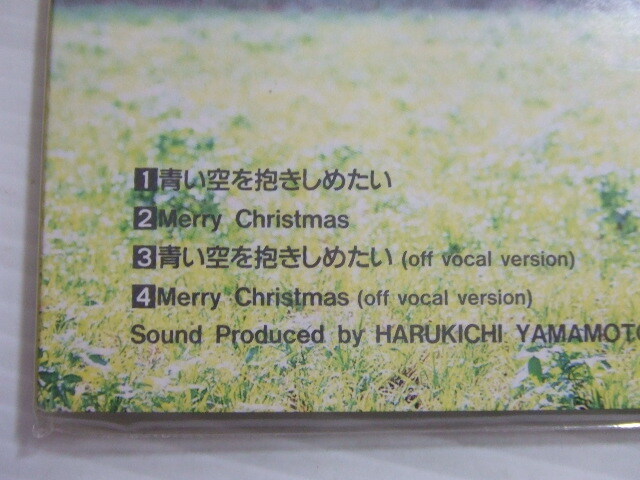 1青い空を抱きしめたい
2Merry Christmas
3青い空を抱きしめたい (off vocal version)
4Merry Christmas (off vocal version)
Sound Produced by HARUKICHI YAMAMOTO